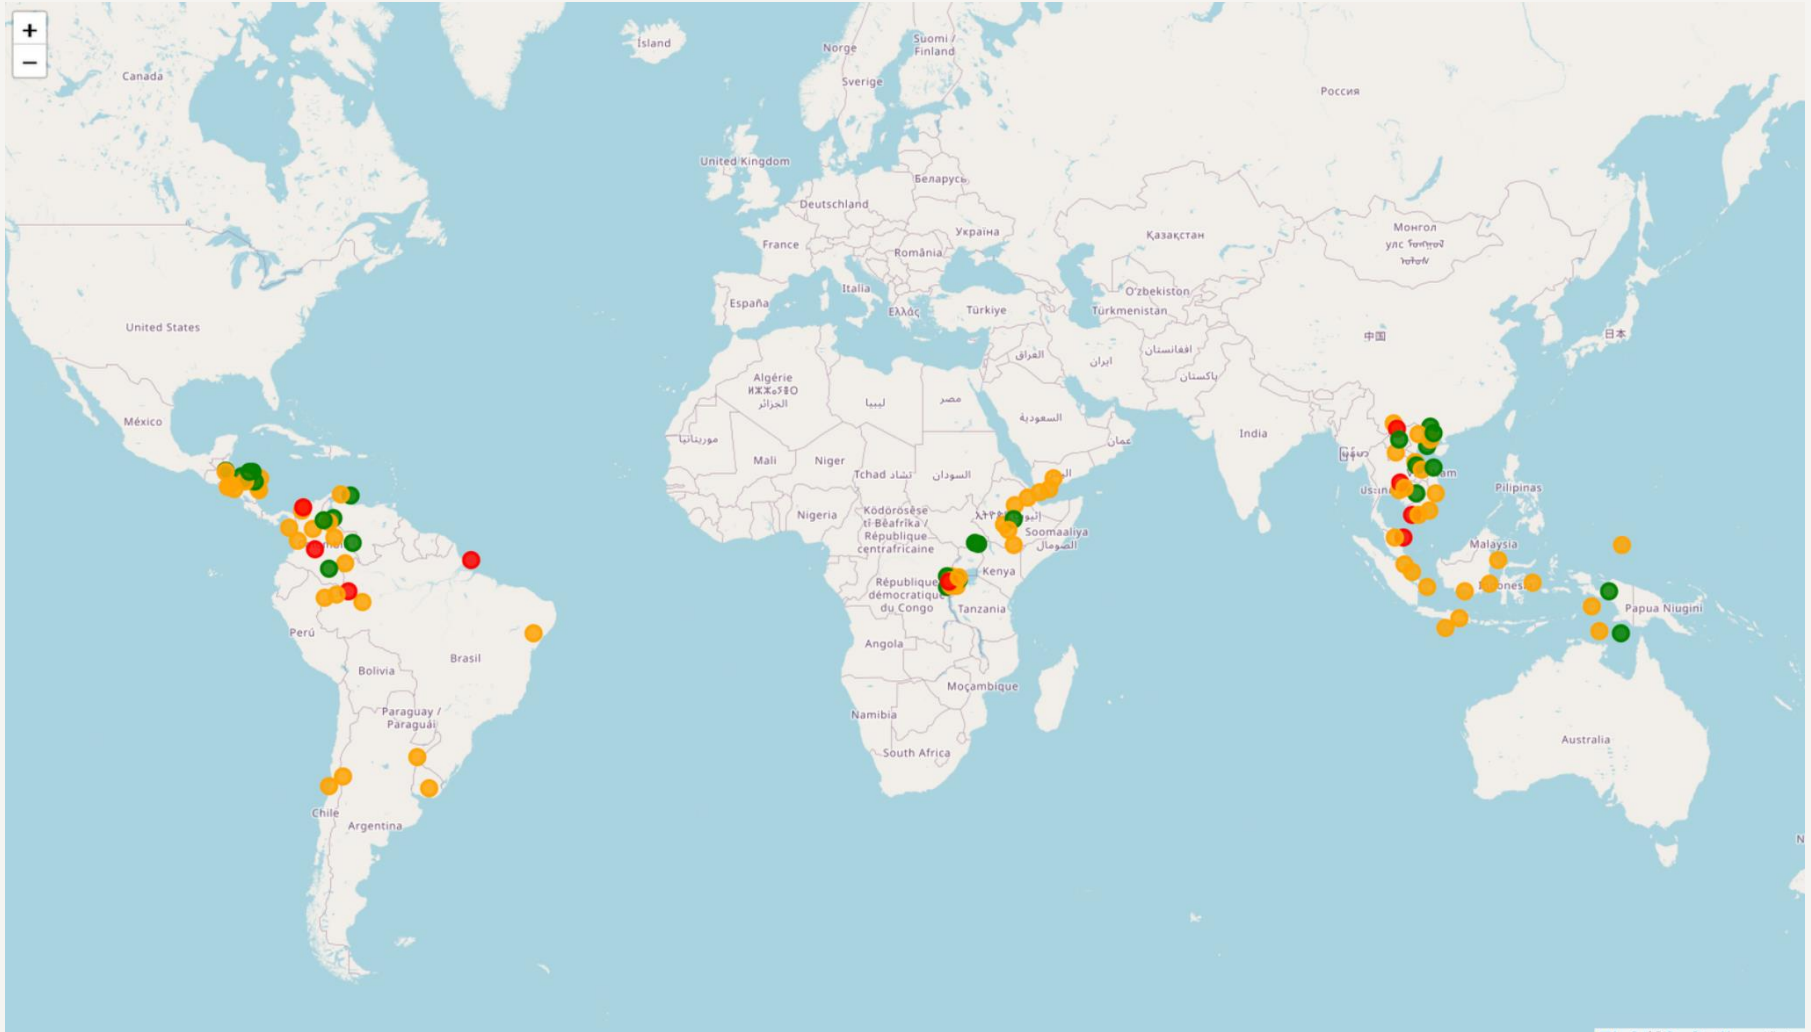 +
−
Ísland
Norge
Suomi /
Finland
Canada
Sverige
Россия
United Kingdom
Беларусь
Deutschland
Україна
Монгол
улс
Қазақстан
France
România
Italia
O'zbekiston
España
Ελλάς
Türkiye
Türkmenistan
United States
日本
中国
العراق
ایران
افغانستان
پاکستان
Algérie
ⵍⵣⵣⴰⵢⴻⵔ
الجزائر
ليبيا
مصر
السعودية
México
India
موريتانيا
عمان
Mali
Niger
Tchad تشاد
السودان
Pilipinas
Nigeria
Ködörösêse
tî Bêafrîka /
République
centrafricaine
Soomaaliya
الصومال
Malaysia
Kenya
République
démocratique
du Congo
Tanzania
Papua Niugini
Perú
Angola
Brasil
Bolivia
Moçambique
Paraguay /
Paraguái
Namibia
South Africa
Australia
Chile
Argentina
N